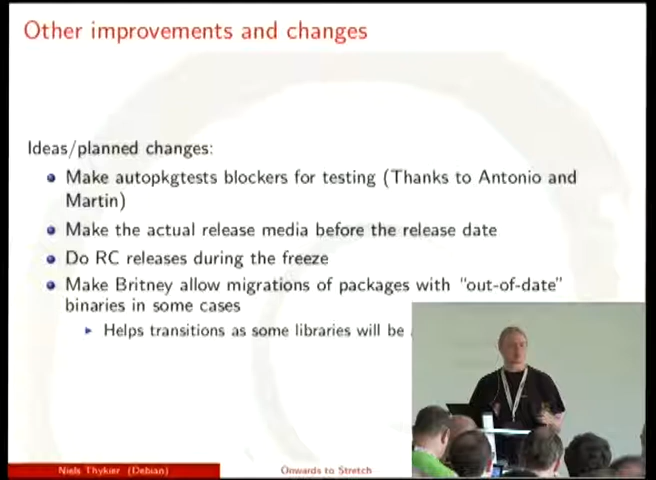 Other improvements and changes
Ideas/planned changes:
Make autopkgtests blockers for testing (Thanks to Antonio and
Martin)
Make the actual release media before the release date
Do RC releases during the freeze
Make Britney allow migrations of packages with "out-of-date"
binaries in some cases
Helps transitions as some libraries will be
Niels Thykier (Debian)
Onwards to Stretch